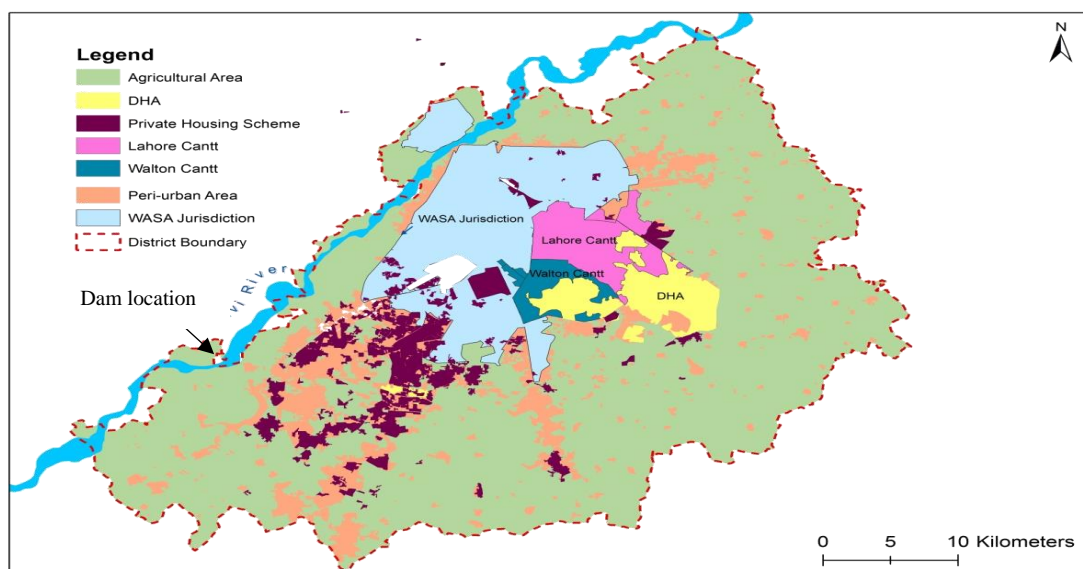 Legend
Agricultural Area
DHA
Private Housing Scheme
Lahore Cantt
Walton Cantt
Peri-urban Area
WASA Jurisdiction
District Boundary
N
WASA Jurisdiction
Lahore Cantt
Walton Cantt
DHA
vi River
Dam location
0 5 10 Kilometers